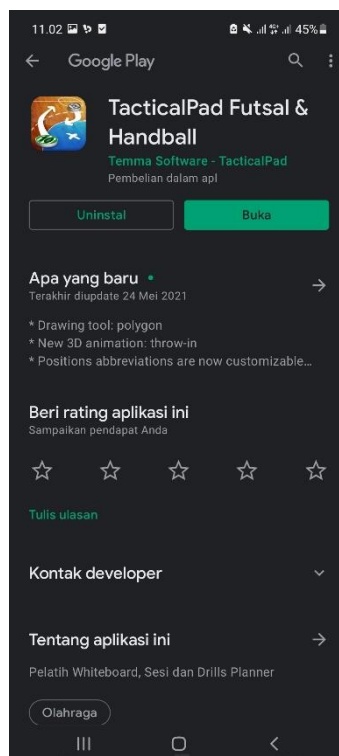 11.02
45%
Google Play
TacticalPad Futsal &
Handball
Temma Software - TacticalPad
Pembelian dalam apl
Uninstal
Buka
Apa yang baru
Terakhir diupdate 24 Mei 2021
* Drawing tool: polygon
* New 3D animation: throw-in
* Positions abbreviations are now customizable...
Beri rating aplikasi ini
Sampaikan pendapat Anda
Tulis ulasan
Kontak developer
Tentang aplikasi ini
Pelatih Whiteboard, Sesi dan Drills Planner
Olahraga